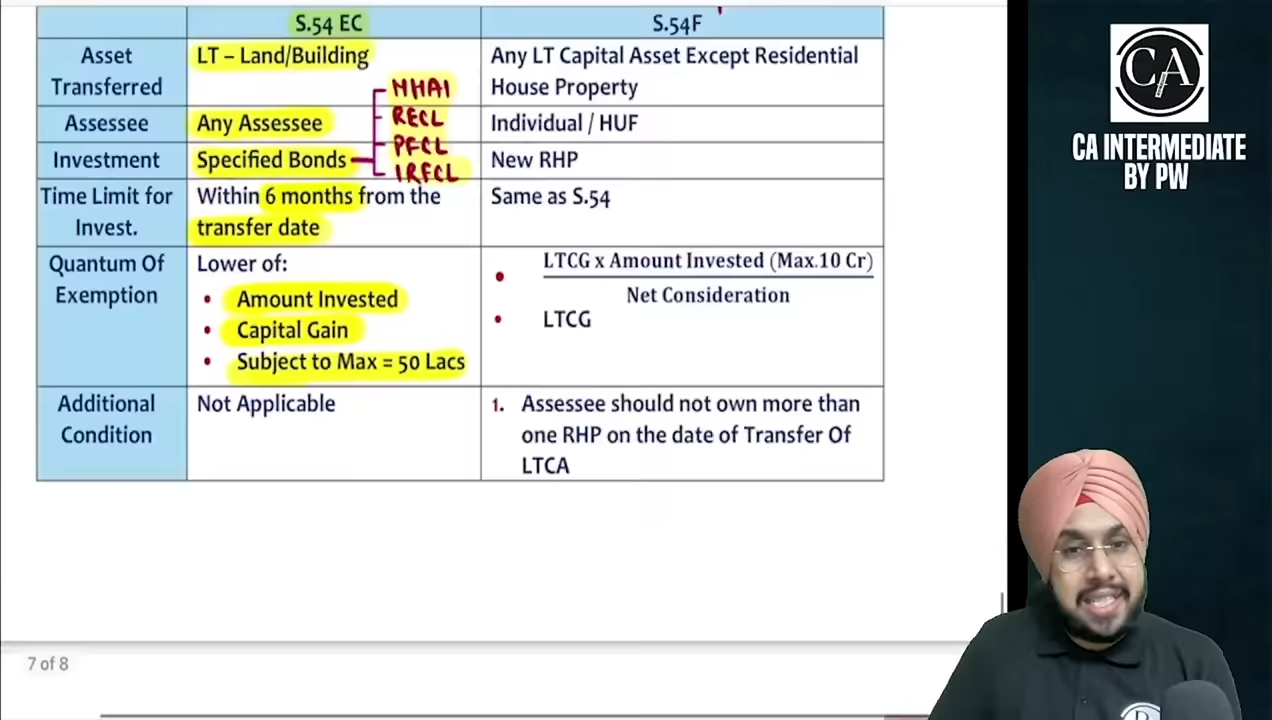 S.54 EC
S.54F
Asset
Transferred
LT – Land/Building
Any LT Capital Asset Except Residential
House Property
Assessee
Any Assessee
Individual / HUF
Investment
Specified Bonds
NHAI
RECL
PFCL
IRFCL
New RHP
Time Limit for
Invest.
Within 6 months from the
transfer date
Same as S.54
Quantum Of
Exemption
Lower of:
• Amount Invested
• Capital Gain
• Subject to Max = 50 Lacs
• LTCG x Amount Invested (Max.10 Cr)
Net Consideration
• LTCG
Additional
Condition
Not Applicable
1. Assessee should not own more than
one RHP on the date of Transfer Of
LTCA
7 of 8
CA
CA INTERMEDIATE
BY PW